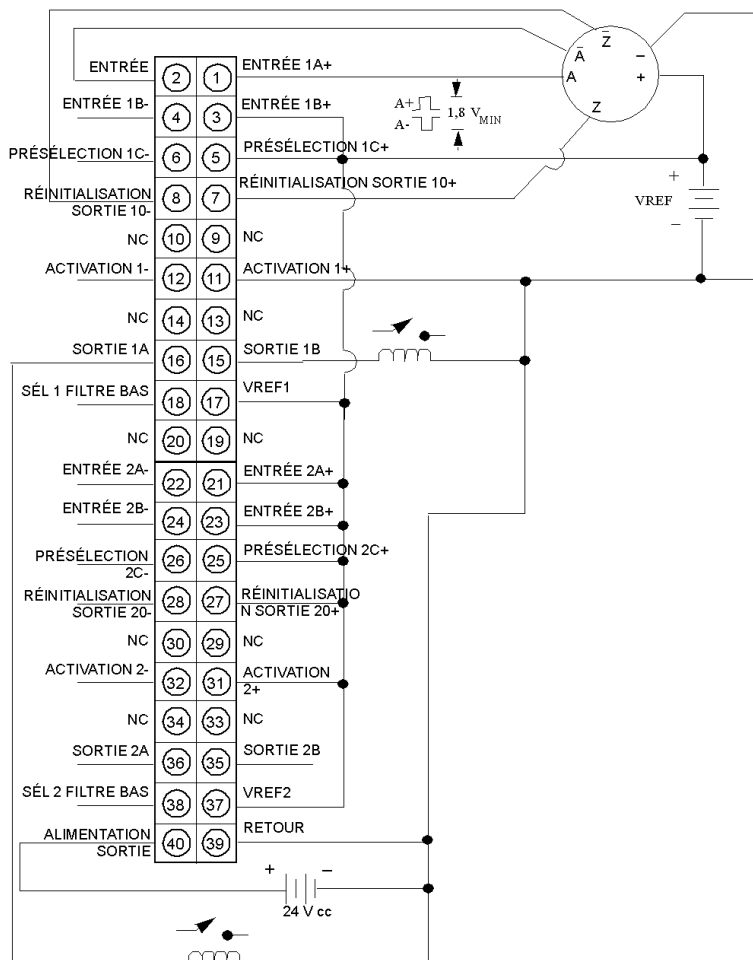 Z̄
Ā
−
A
+
Z
ENTRÉE
2
1
ENTRÉE 1A+
A+
A-
1,8 V MIN
ENTRÉE 1B-
4
3
ENTRÉE 1B+
PRÉSÉLECTION 1C-
6
5
PRÉSÉLECTION 1C+
RÉINITIALISATION
SORTIE 10-
8
7
RÉINITIALISATION SORTIE 10+
+
VREF
−
NC
10
9
NC
ACTIVATION 1-
12
11
ACTIVATION 1+
NC
14
13
NC
SORTIE 1A
16
15
SORTIE 1B
SÉL 1 FILTRE BAS
18
17
VREF1
NC
20
19
NC
ENTRÉE 2A-
22
21
ENTRÉE 2A+
ENTRÉE 2B-
24
23
ENTRÉE 2B+
PRÉSÉLECTION
2C-
26
25
PRÉSÉLECTION 2C+
RÉINITIALISATION
SORTIE 20-
28
27
RÉINITIALISATIO
N SORTIE 20+
NC
30
29
NC
ACTIVATION 2-
32
31
ACTIVATION
2+
NC
34
33
NC
SORTIE 2A
36
35
SORTIE 2B
SÉL 2 FILTRE BAS
38
37
VREF2
ALIMENTATION
SORTIE
40
39
RETOUR
+
−
24 V cc